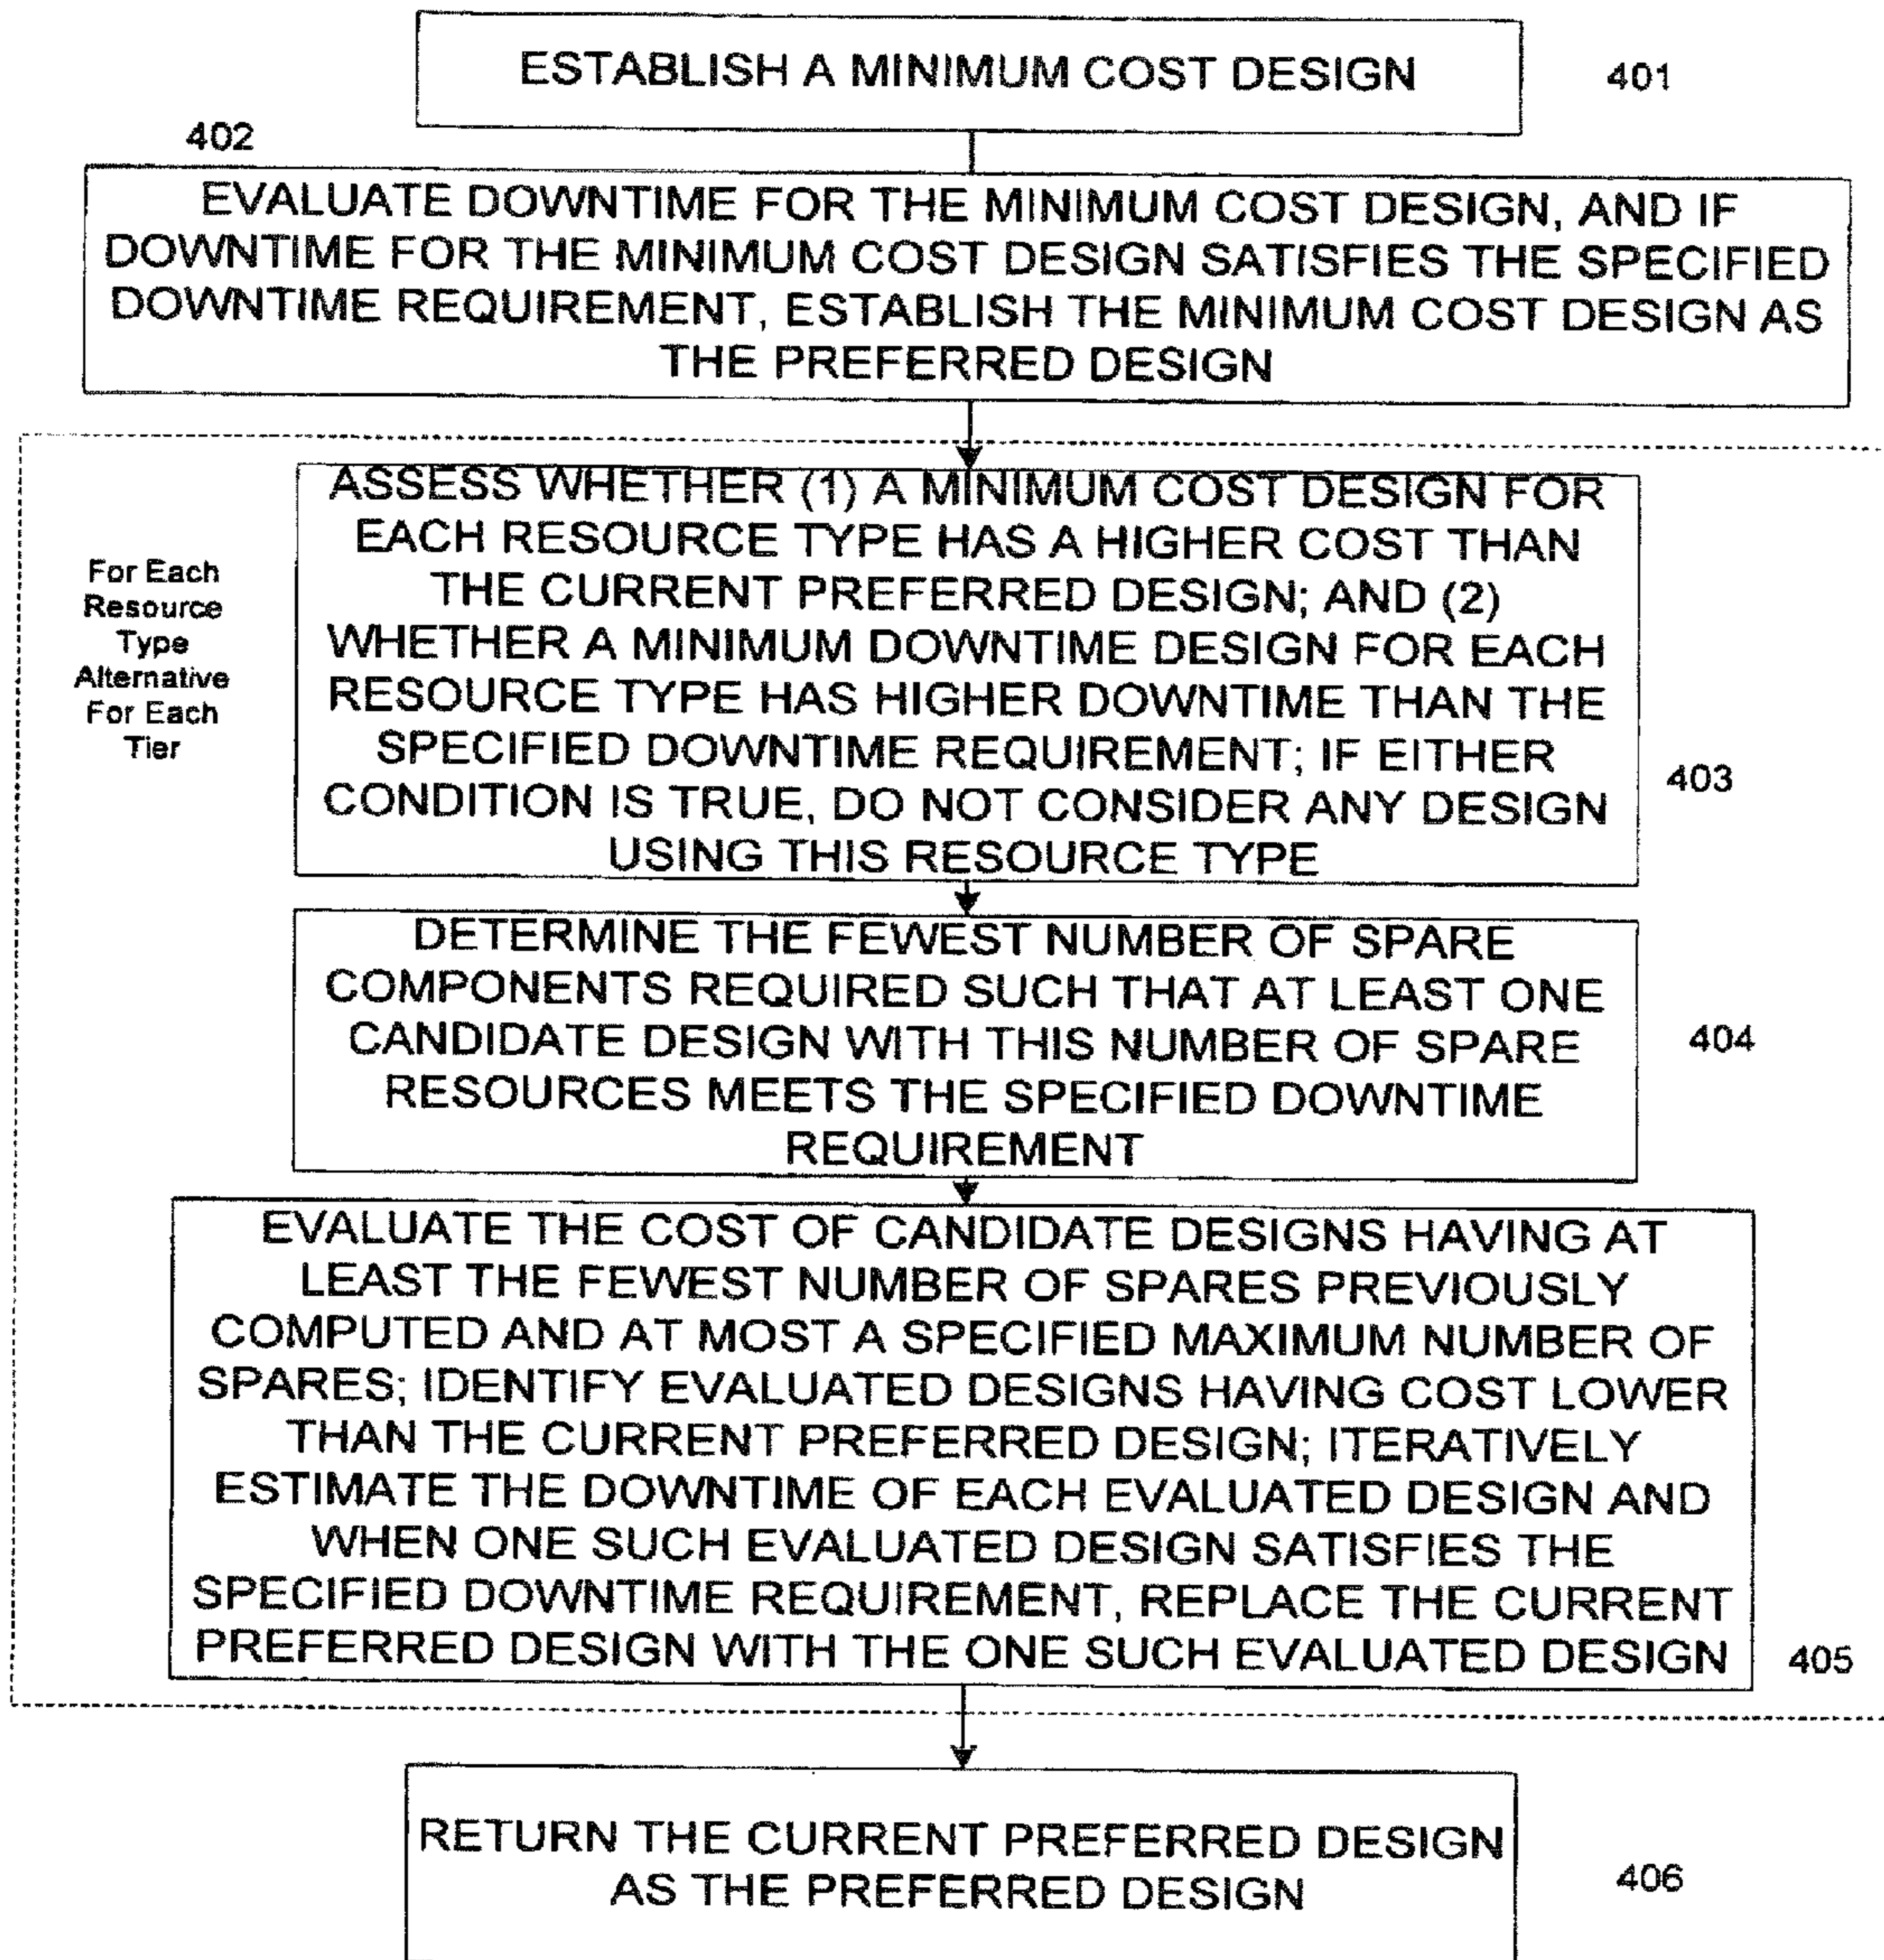 ESTABLISH A MINIMUM COST DESIGN
401
402
EVALUATE DOWNTIME FOR THE MINIMUM COST DESIGN, AND IF
DOWNTIME FOR THE MINIMUM COST DESIGN SATISFIES THE SPECIFIED
DOWNTIME REQUIREMENT, ESTABLISH THE MINIMUM COST DESIGN AS
THE PREFERRED DESIGN
For Each
Resource
Type
Alternative
For Each
Tier
ASSESS WHETHER (1) A MINIMUM COST DESIGN FOR
EACH RESOURCE TYPE HAS A HIGHER COST THAN
THE CURRENT PREFERRED DESIGN; AND (2)
WHETHER A MINIMUM DOWNTIME DESIGN FOR EACH
RESOURCE TYPE HAS HIGHER DOWNTIME THAN THE
SPECIFIED DOWNTIME REQUIREMENT; IF EITHER
CONDITION IS TRUE, DO NOT CONSIDER ANY DESIGN
USING THIS RESOURCE TYPE
403
DETERMINE THE FEWEST NUMBER OF SPARE
COMPONENTS REQUIRED SUCH THAT AT LEAST ONE
CANDIDATE DESIGN WITH THIS NUMBER OF SPARE
RESOURCES MEETS THE SPECIFIED DOWNTIME
REQUIREMENT
404
EVALUATE THE COST OF CANDIDATE DESIGNS HAVING AT
LEAST THE FEWEST NUMBER OF SPARES PREVIOUSLY
COMPUTED AND AT MOST A SPECIFIED MAXIMUM NUMBER OF
SPARES; IDENTIFY EVALUATED DESIGNS HAVING COST LOWER
THAN THE CURRENT PREFERRED DESIGN; ITERATIVELY
ESTIMATE THE DOWNTIME OF EACH EVALUATED DESIGN AND
WHEN ONE SUCH EVALUATED DESIGN SATISFIES THE
SPECIFIED DOWNTIME REQUIREMENT, REPLACE THE CURRENT
PREFERRED DESIGN WITH THE ONE SUCH EVALUATED DESIGN
405
RETURN THE CURRENT PREFERRED DESIGN
AS THE PREFERRED DESIGN
406